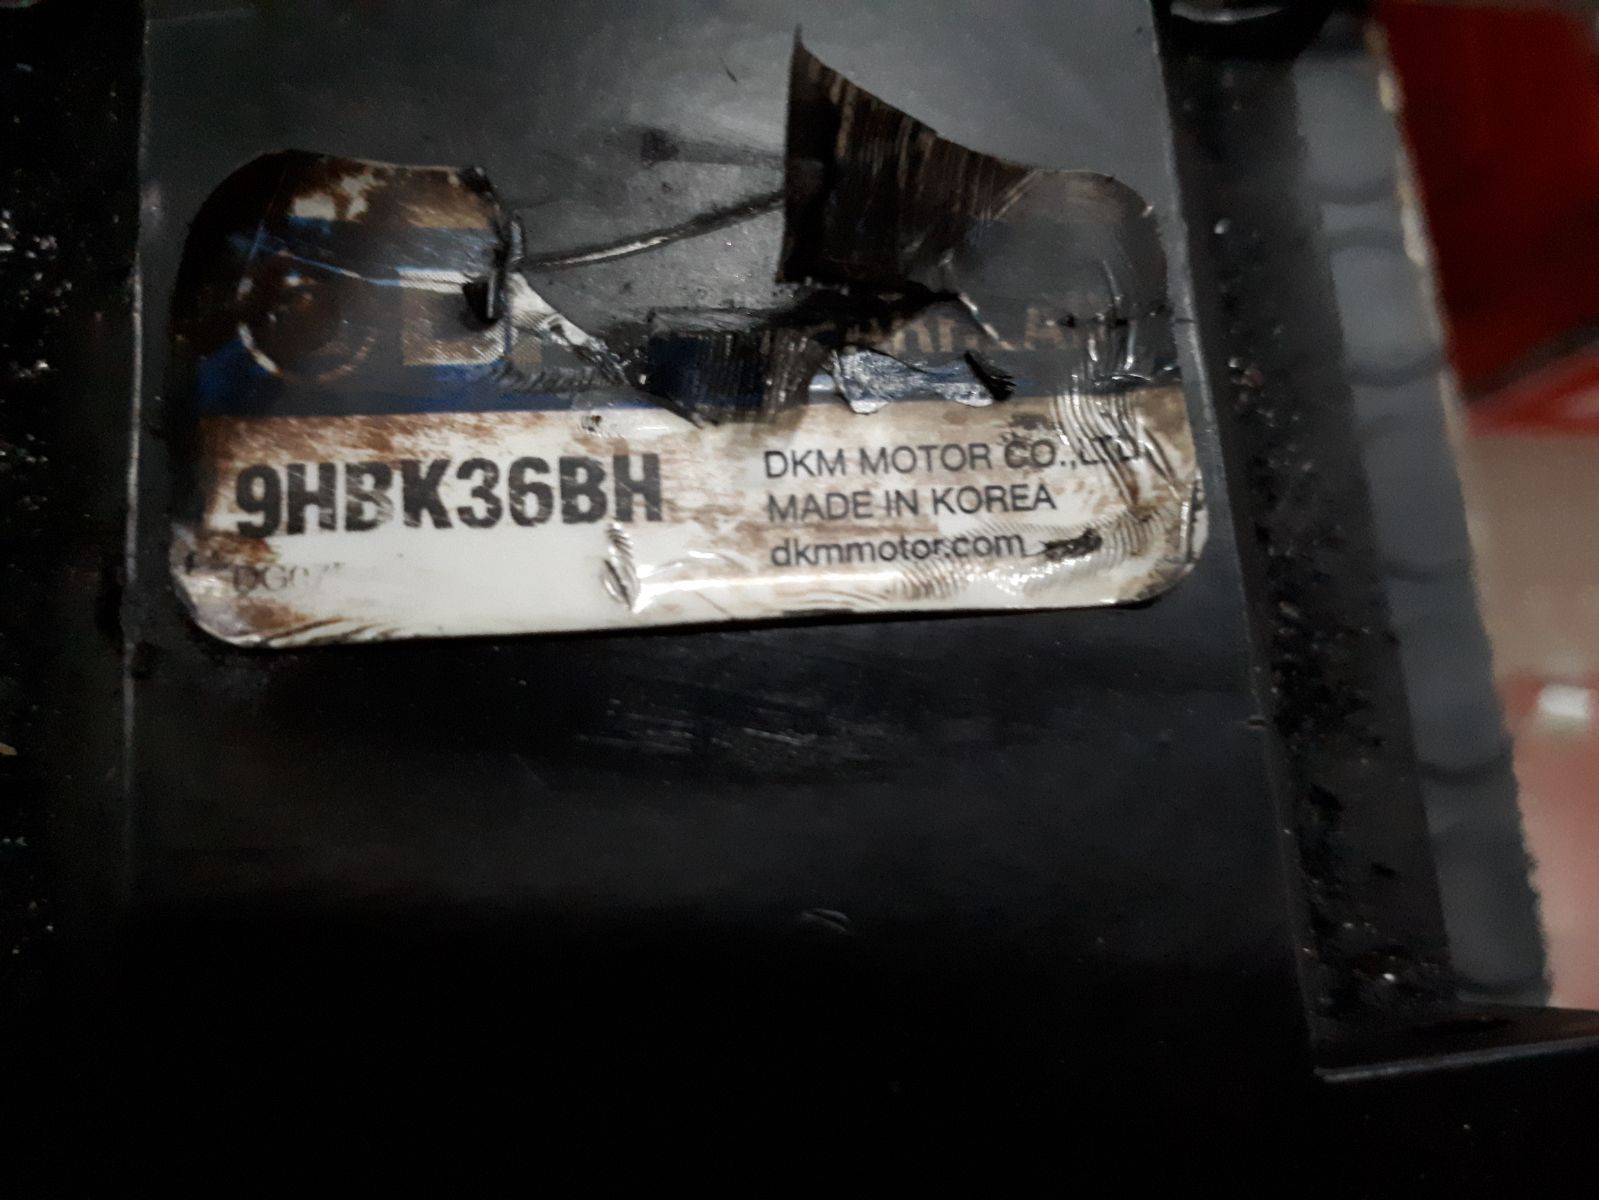 9HBK36BH
DKM MOTOR CO.,LTD.
MADE IN KOREA
dkmmotor.com